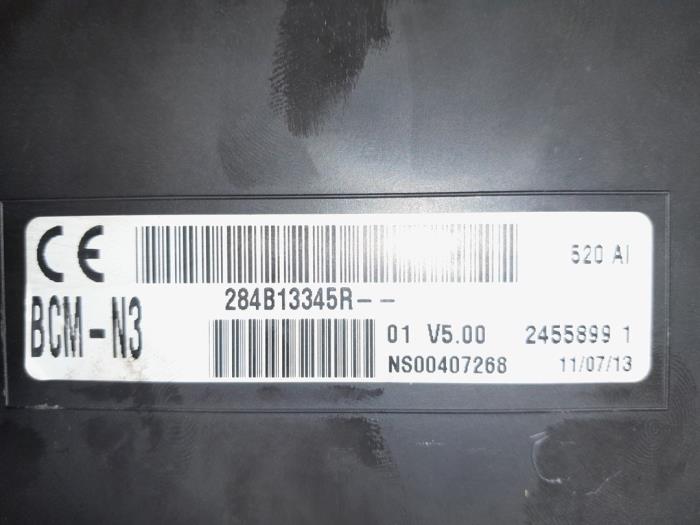 CE 520 AI
284B13345R--
BCM-N3 01 V5.00 2455899 1
NS00407268 11/07/13